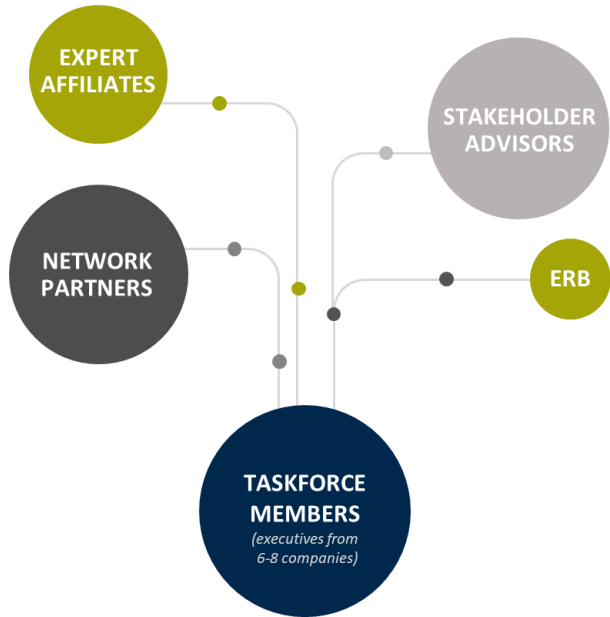 EXPERT
AFFILIATES
STAKEHOLDER
ADVISORS
NETWORK
PARTNERS
ERB
TASKFORCE
MEMBERS
(executives from
6-8 companies)